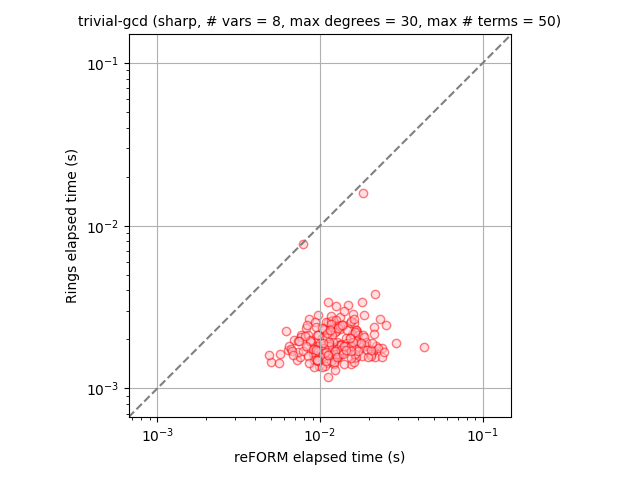 trivial-gcd (sharp, # vars = 8, max degrees = 30, max # terms = 50)
Rings elapsed time (s)
10⁻¹
10⁻²
10⁻³
10⁻³ 10⁻² 10⁻¹
reFORM elapsed time (s)